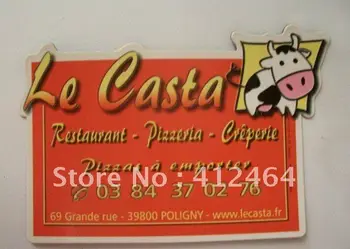 Le Casta
Restaurant - Pizzeria - Crêperie
Pizzas à emporter
✆ 03 84 37 02 76
Store No.: 412464
69 Grande rue - 39800 POLIGNY - www.lecasta.fr